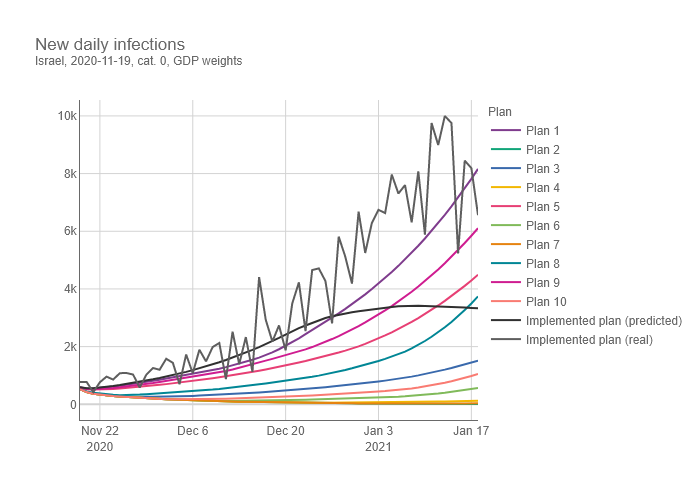 New daily infections
Israel, 2020-11-19, cat. 0, GDP weights
10k
8k
6k
4k
2k
0
Nov 22
2020
Dec 6
Dec 20
Jan 3
2021
Jan 17
Plan
Plan 1
Plan 2
Plan 3
Plan 4
Plan 5
Plan 6
Plan 7
Plan 8
Plan 9
Plan 10
Implemented plan (predicted)
Implemented plan (real)